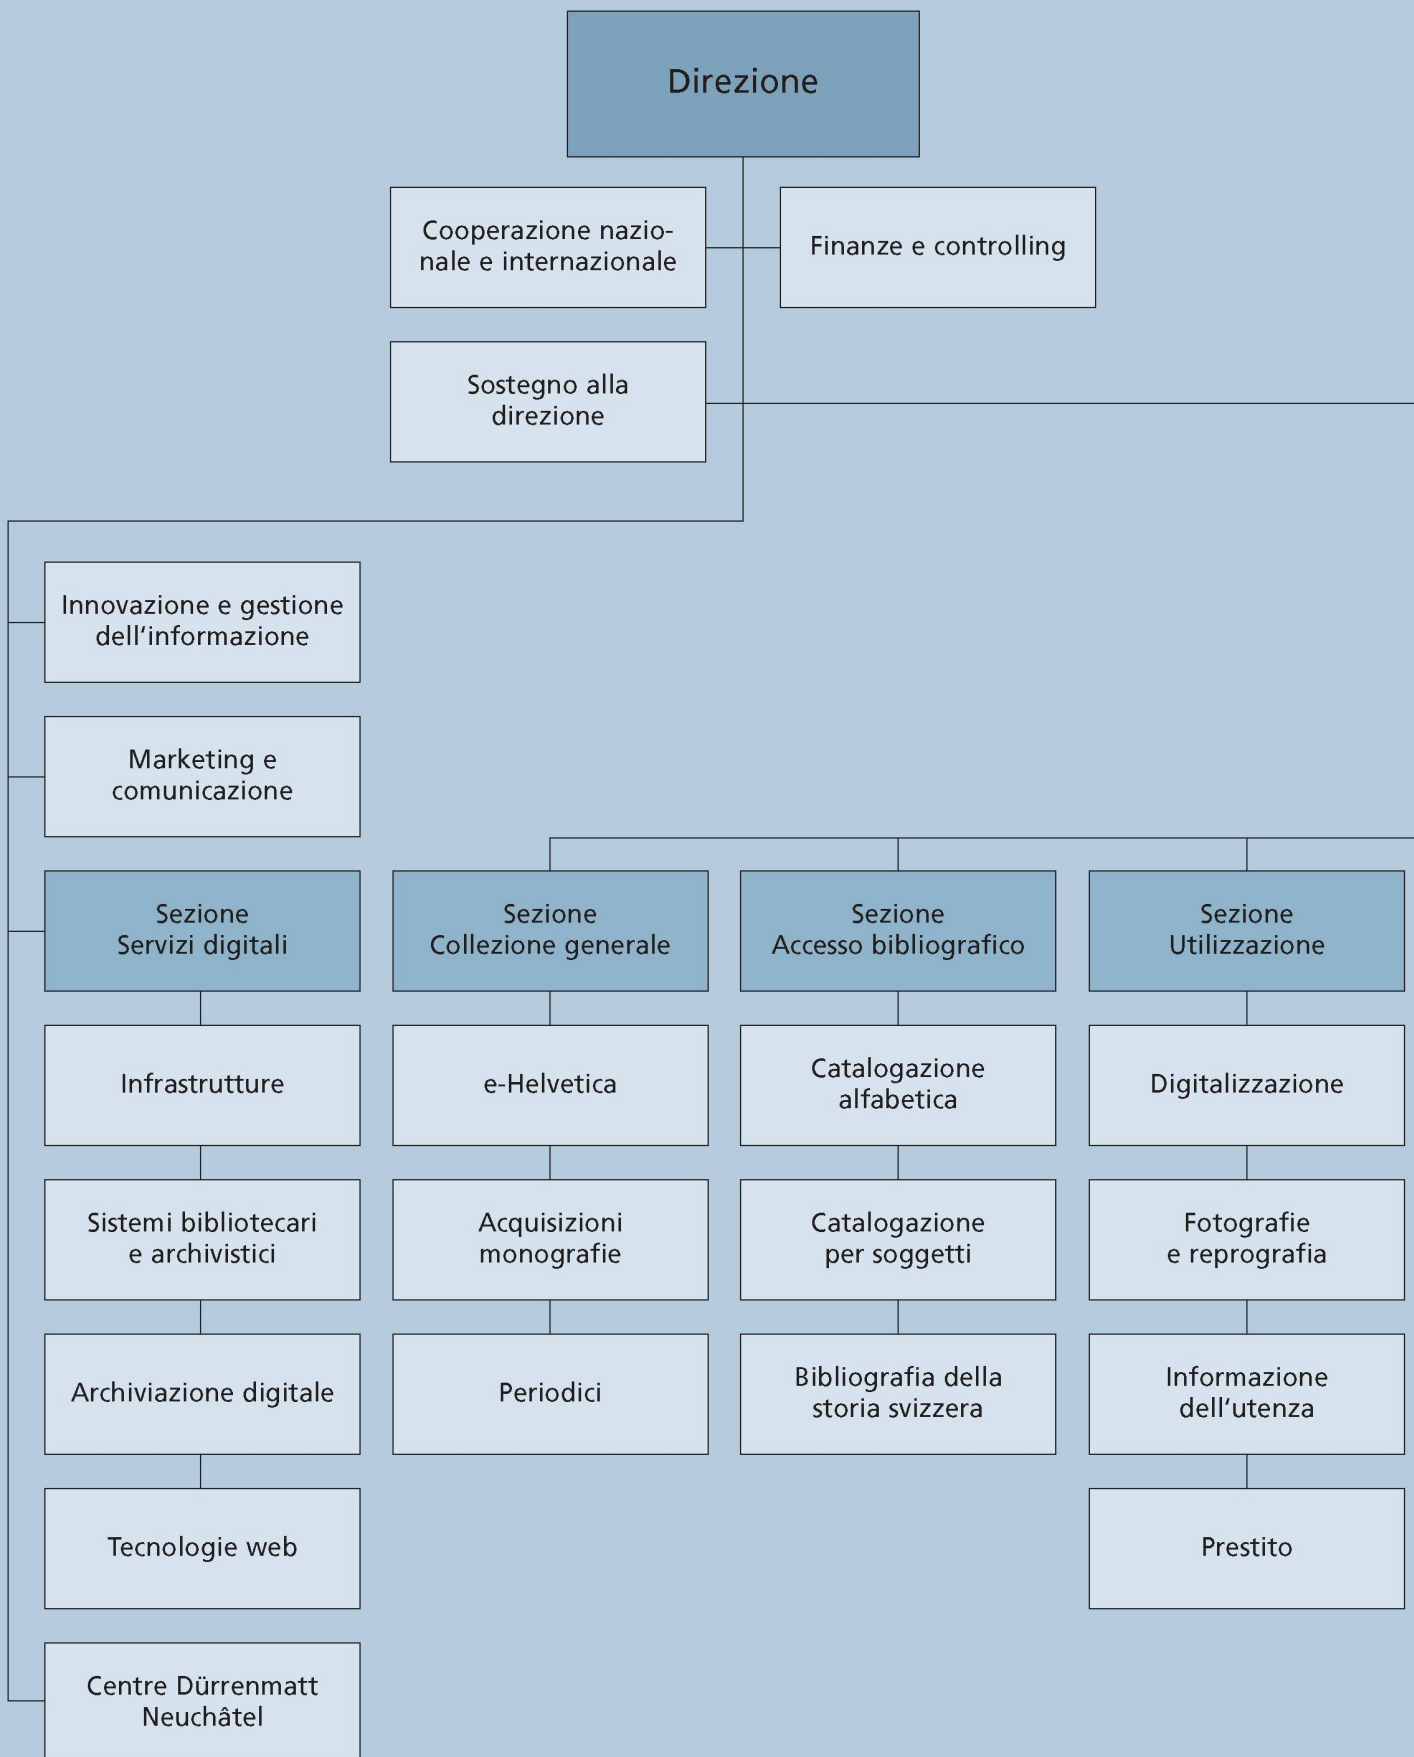 Direzione
Cooperazione nazio-
nale e internazionale
Finanze e controlling
Sostegno alla
direzione
Innovazione e gestione
dell‘informazione
Marketing e
comunicazione
Sezione
Servizi digitali
Infrastrutture
Sistemi bibliotecari
e archivistici
Archiviazione digitale
Tecnologie web
Centre Dürrenmatt
Neuchâtel
Sezione
Collezione generale
e-Helvetica
Acquisizioni
monografie
Periodici
Sezione
Accesso bibliografico
Catalogazione
alfabetica
Catalogazione
per soggetti
Bibliografia della
storia svizzera
Sezione
Utilizzazione
Digitalizzazione
Fotografie
e reprografia
Informazione
dell‘utenza
Prestito